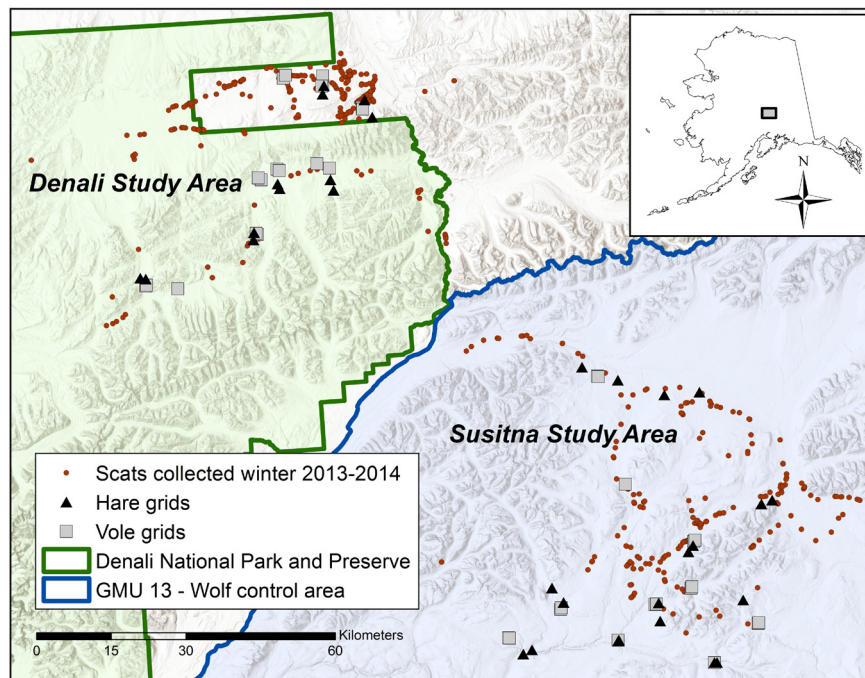 N
Denali Study Area
Susitna Study Area
Scats collected winter 2013-2014
Hare grids
Vole grids
Denali National Park and Preserve
GMU 13 - Wolf control area
Kilometers
0 15 30 60